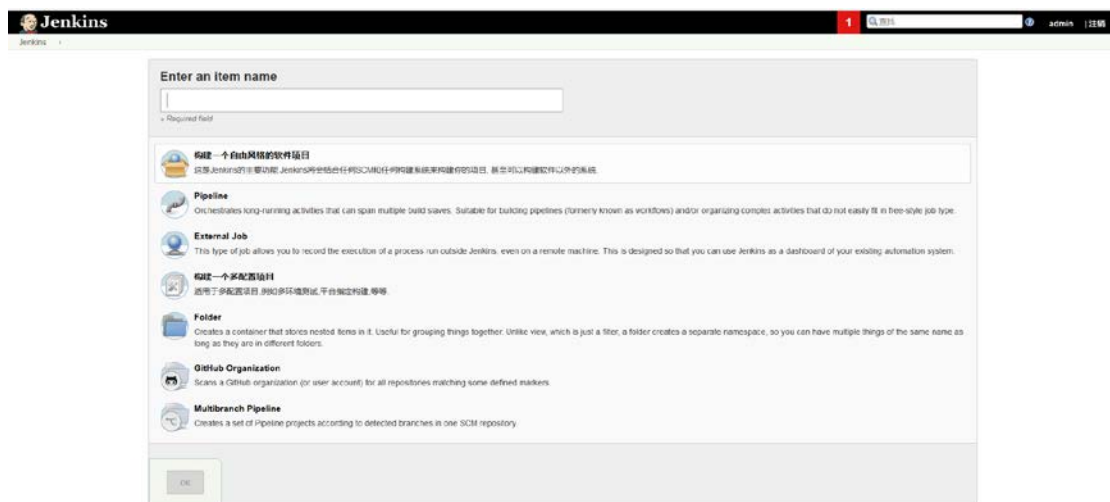 Jenkins
1
查找
admin
|注销
Jenkins
Enter an item name
» Required field
构建一个自由风格的软件项目
这是Jenkins的主要功能.Jenkins将会结合任何SCM和任何构建系统来构建你的项目, 甚至可以构建软件以外的系统.
Pipeline
Orchestrates long-running activities that can span multiple build slaves. Suitable for building pipelines (formerly known as workflows) and/or organizing complex activities that do not easily fit in free-style job type.
External Job
This type of job allows you to record the execution of a process run outside Jenkins, even on a remote machine. This is designed so that you can use Jenkins as a dashboard of your existing automation system.
构建一个多配置项目
适用于多配置项目,例如多环境测试,平台指定构建,等等.
Folder
Creates a container that stores nested items in it. Useful for grouping things together. Unlike view, which is just a filter, a folder creates a separate namespace, so you can have multiple things of the same name as
long as they are in different folders.
GitHub Organization
Scans a GitHub organization (or user account) for all repositories matching some defined markers.
Multibranch Pipeline
Creates a set of Pipeline projects according to detected branches in one SCM repository.
OK